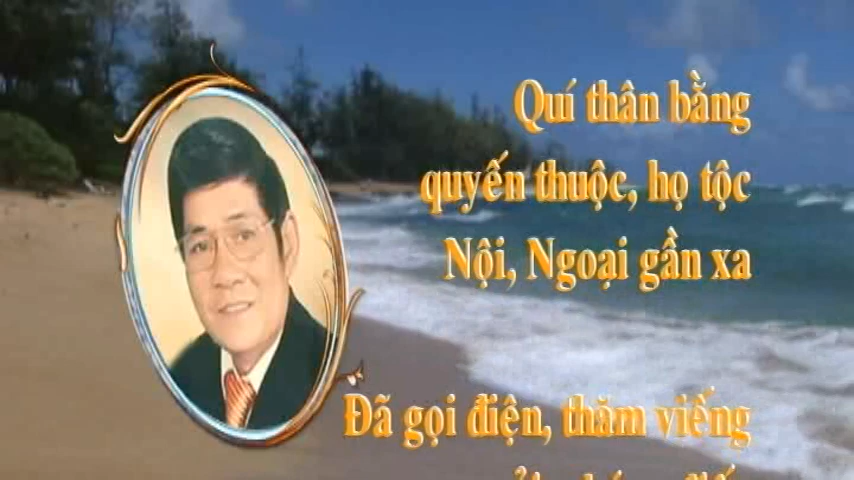 Quí thân bằng
quyến thuộc, họ tộc
Nội, Ngoại gần xa
Đã gọi điện, thăm viếng